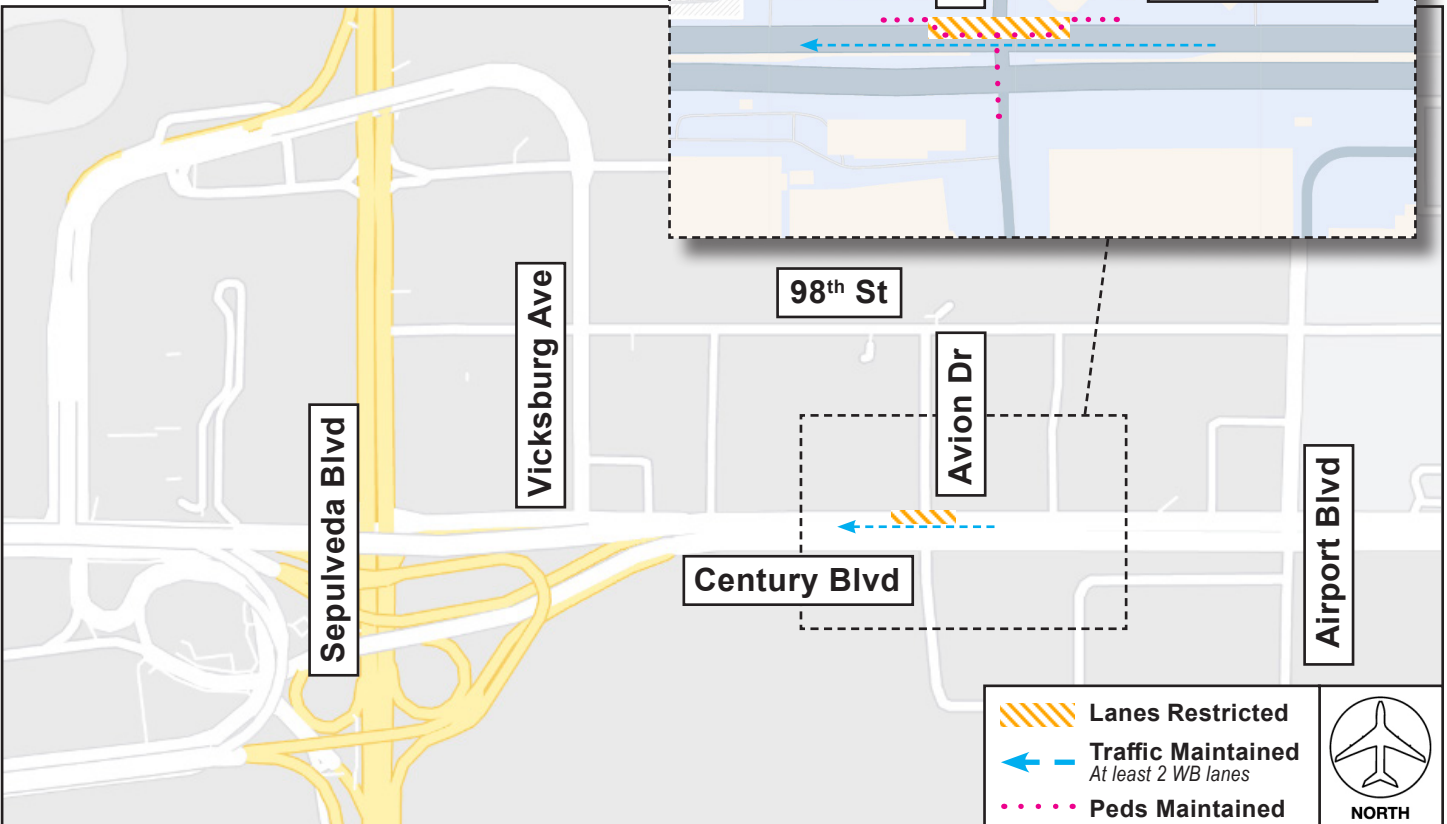 98th St
Vicksburg Ave
Avion Dr
Sepulveda Blvd
Century Blvd
Airport Blvd
Lanes Restricted
Traffic Maintained
At least 2 WB lanes
Peds Maintained
NORTH